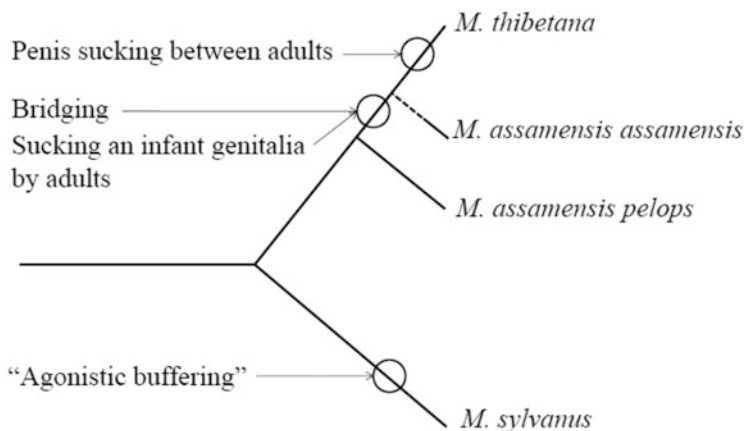 M. thibetana
Penis sucking between adults
Bridging
Sucking an infant genitalia
by adults
M. assamensis assamensis
M. assamensis pelops
“Agonistic buffering”
M. sylvanus